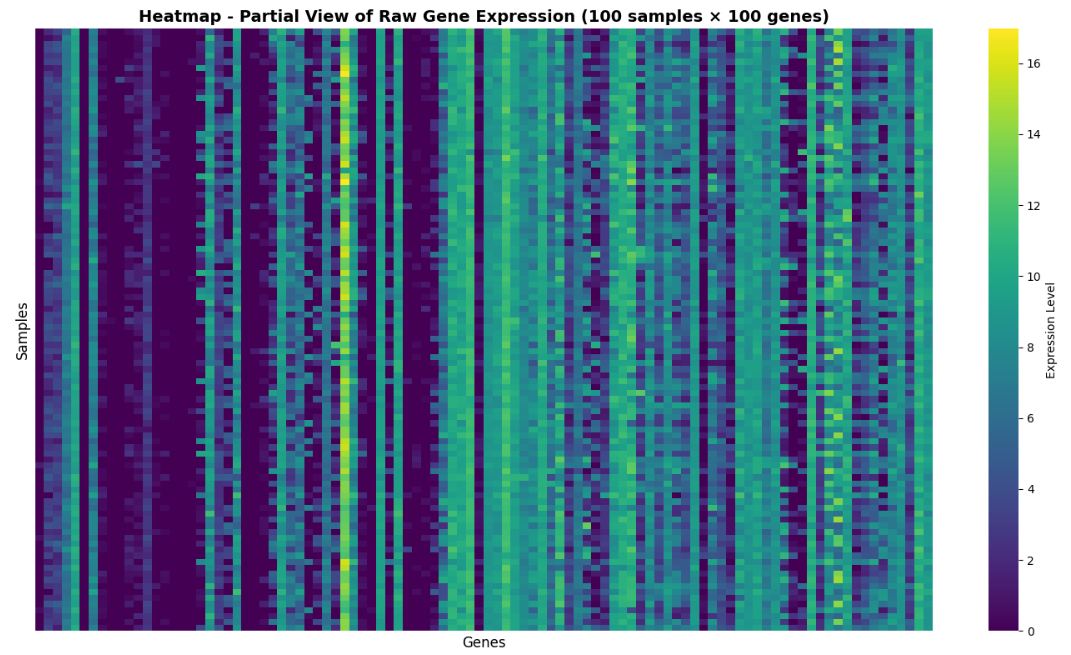 Heatmap - Partial View of Raw Gene Expression (100 samples × 100 genes)
Samples
Genes
16
14
12
10
8
6
4
2
0
Expression Level